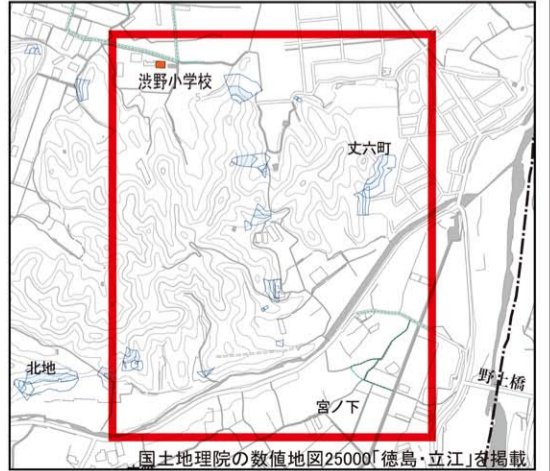 渋野小学校
丈六町
北地
野上橋
宮ノ下
国土地理院の数値地図25000「徳島・立江」を掲載